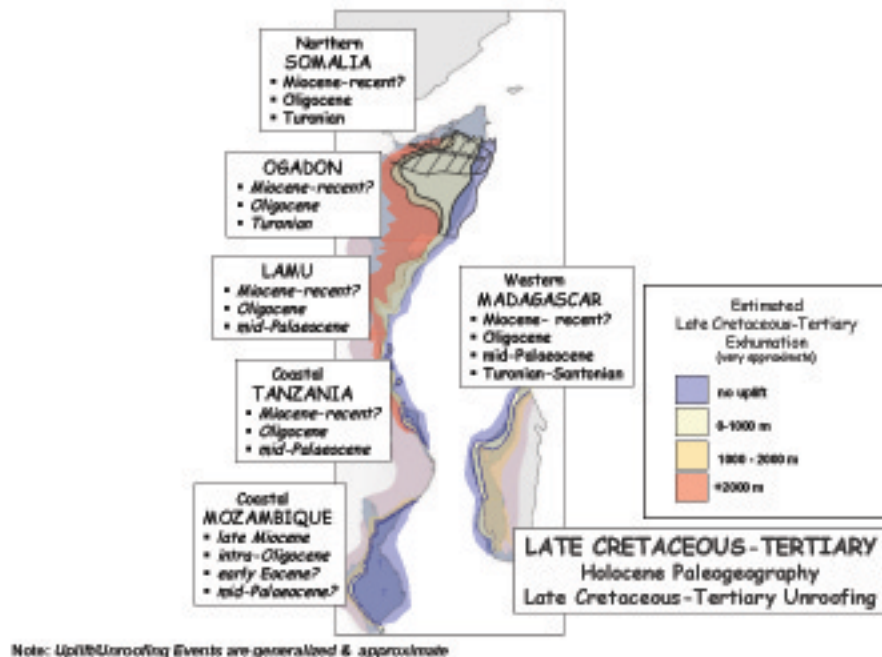 Northern
SOMALIA
▪ Miocene-recent?
▪ Oligocene
▪ Turonian
OGADON
▪ Miocene-recent?
▪ Oligocene
▪ Turonian
LAMU
▪ Miocene-recent?
▪ Oligocene
▪ mid-Palaeocene
Coastal
TANZANIA
▪ Miocene-recent?
▪ Oligocene
▪ mid-Palaeocene
Coastal
MOZAMBIQUE
▪ late Miocene
▪ intra-Oligocene
▪ early Eocene?
▪ mid-Palaeocene?
Western
MADAGASCAR
▪ Miocene- recent?
▪ Oligocene
▪ mid-Palaeocene
▪ Turonian-Santonian
Estimated
Late Cretaceous-Tertiary
Exhumation
(very approximate)
no uplift
0-1000 m
1000 - 2000 m
+2000 m
LATE CRETACEOUS-TERTIARY
Holocene Paleogeography
Late Cretaceous-Tertiary Unroofing
Note: Uplift/Unroofing Events are generalized & approximate